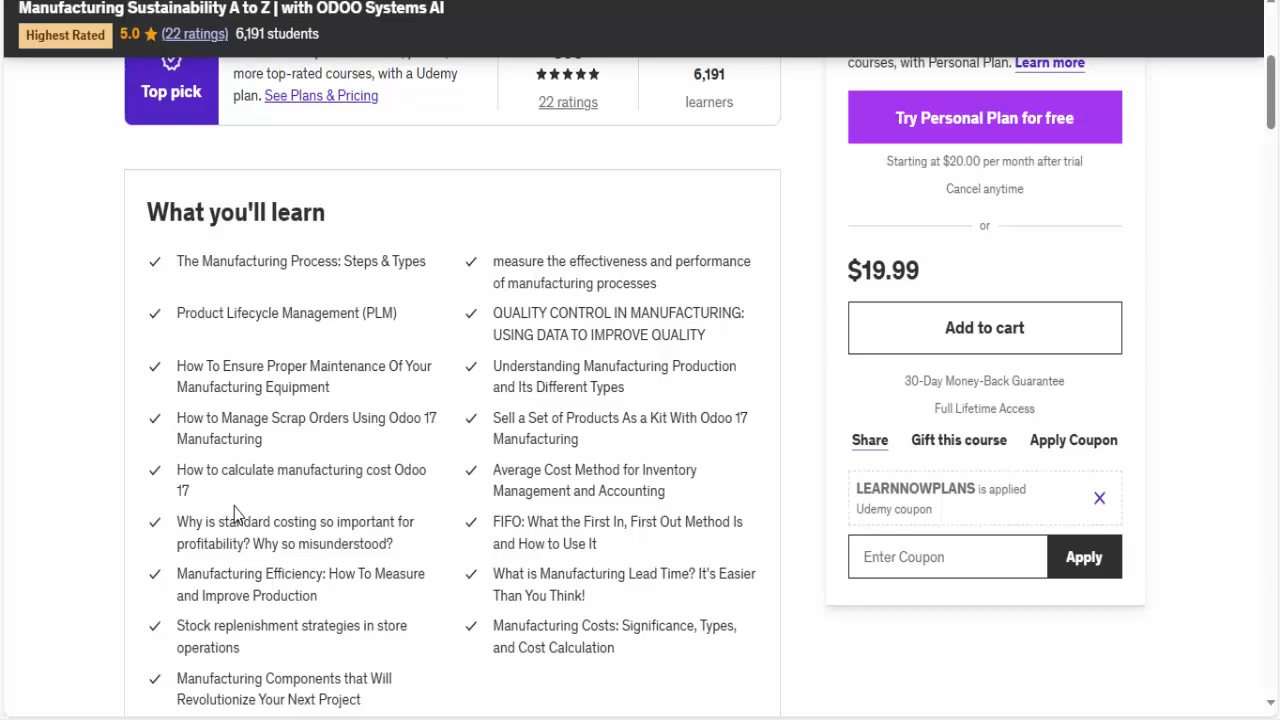 Manufacturing Sustainability A to Z | with ODOO Systems AI
Highest Rated 5.0 (22 ratings) 6,191 students
Top pick
more top-rated courses, with a Udemy
plan. See Plans & Pricing
22 ratings
6,191
learners
What you'll learn
The Manufacturing Process: Steps & Types
measure the effectiveness and performance
of manufacturing processes
Product Lifecycle Management (PLM)
QUALITY CONTROL IN MANUFACTURING:
USING DATA TO IMPROVE QUALITY
How To Ensure Proper Maintenance Of Your
Manufacturing Equipment
Understanding Manufacturing Production
and Its Different Types
How to Manage Scrap Orders Using Odoo 17
Manufacturing
Sell a Set of Products As a Kit With Odoo 17
Manufacturing
How to calculate manufacturing cost Odoo
17
Average Cost Method for Inventory
Management and Accounting
Why is standard costing so important for
profitability? Why so misunderstood?
FIFO: What the First In, First Out Method Is
and How to Use It
Manufacturing Efficiency: How To Measure
and Improve Production
What is Manufacturing Lead Time? It's Easier
Than You Think!
Stock replenishment strategies in store
operations
Manufacturing Costs: Significance, Types,
and Cost Calculation
Manufacturing Components that Will
Revolutionize Your Next Project
courses, with Personal Plan. Learn more
Try Personal Plan for free
Starting at $20.00 per month after trial
Cancel anytime
or
$19.99
Add to cart
30-Day Money-Back Guarantee
Full Lifetime Access
Share Gift this course Apply Coupon
LEARNNOWPLANS is applied
Udemy coupon
Enter Coupon Apply